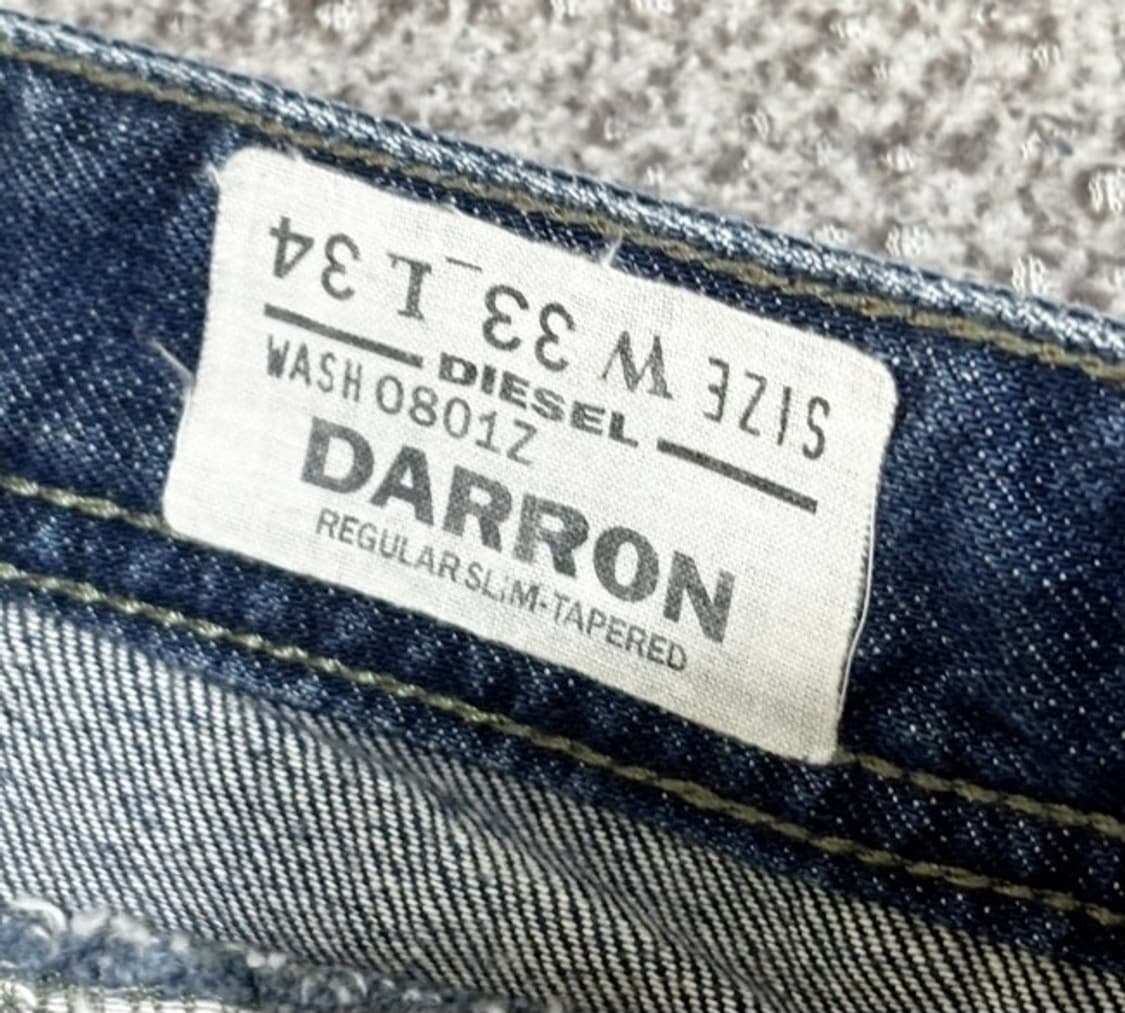 SIZE W 33 L 34
DIESEL
WASH 0801Z
DARRON
REGULAR SLIM-TAPERED